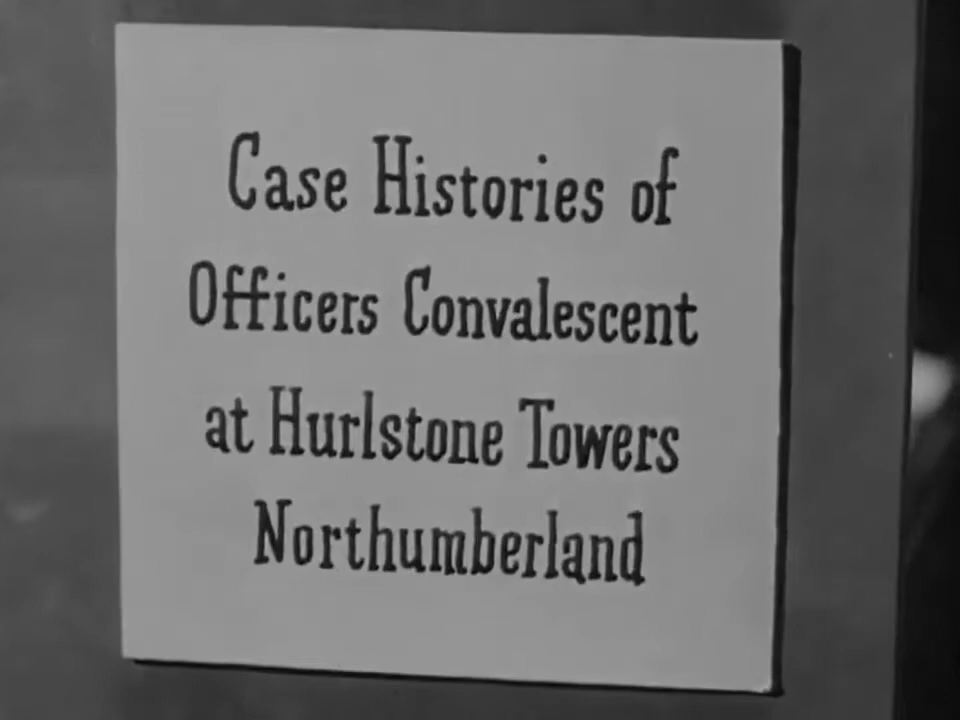 Case Histories of
Officers Convalescent
at Hurlstone Towers
Northumberland